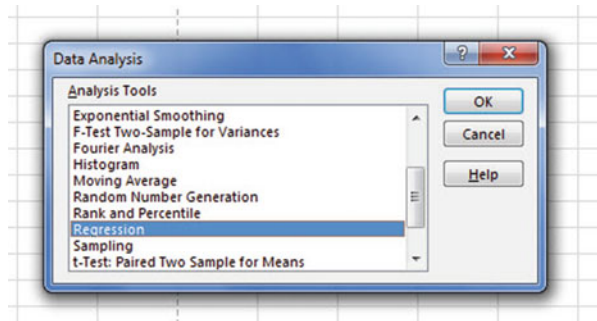 Data Analysis
Analysis Tools
Exponential Smoothing
F-Test Two-Sample for Variances
Fourier Analysis
Histogram
Moving Average
Random Number Generation
Rank and Percentile
Regression
Sampling
t-Test: Paired Two Sample for Means
OK
Cancel
Help